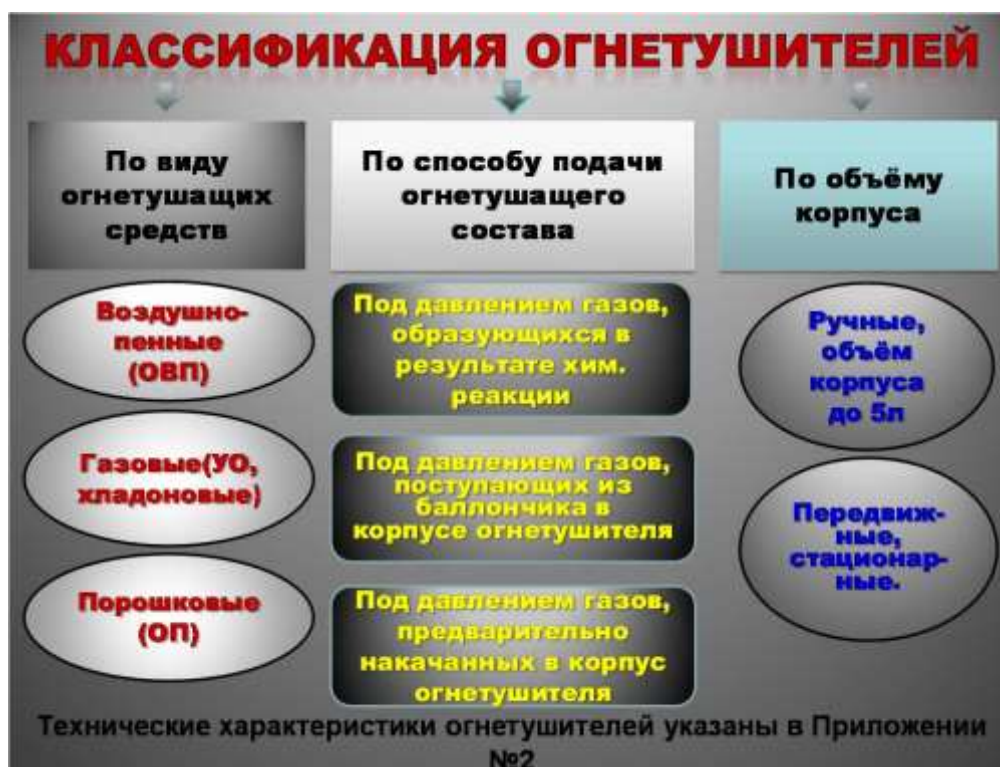 КЛАССИФИКАЦИЯ ОГНЕТУШИТЕЛЕЙ
По виду
огнетушащих
средств
Воздушно-
пенные
(ОВП)
Газовые(УО,
хладоновые)
Порошковые
(ОП)
По способу подачи
огнетушащего
состава
Под давлением газов,
образующихся в
результате хим.
реакции
Под давлением газов,
поступающих из
баллончика в
корпусе огнетушителя
Под давлением газов,
предварительно
накачанных в корпус
огнетушителя
По объёму
корпуса
Ручные,
объём
корпуса
до 5л
Передвиж-
ные,
стационар-
ные.
Технические характеристики огнетушителей указаны в Приложении
№2